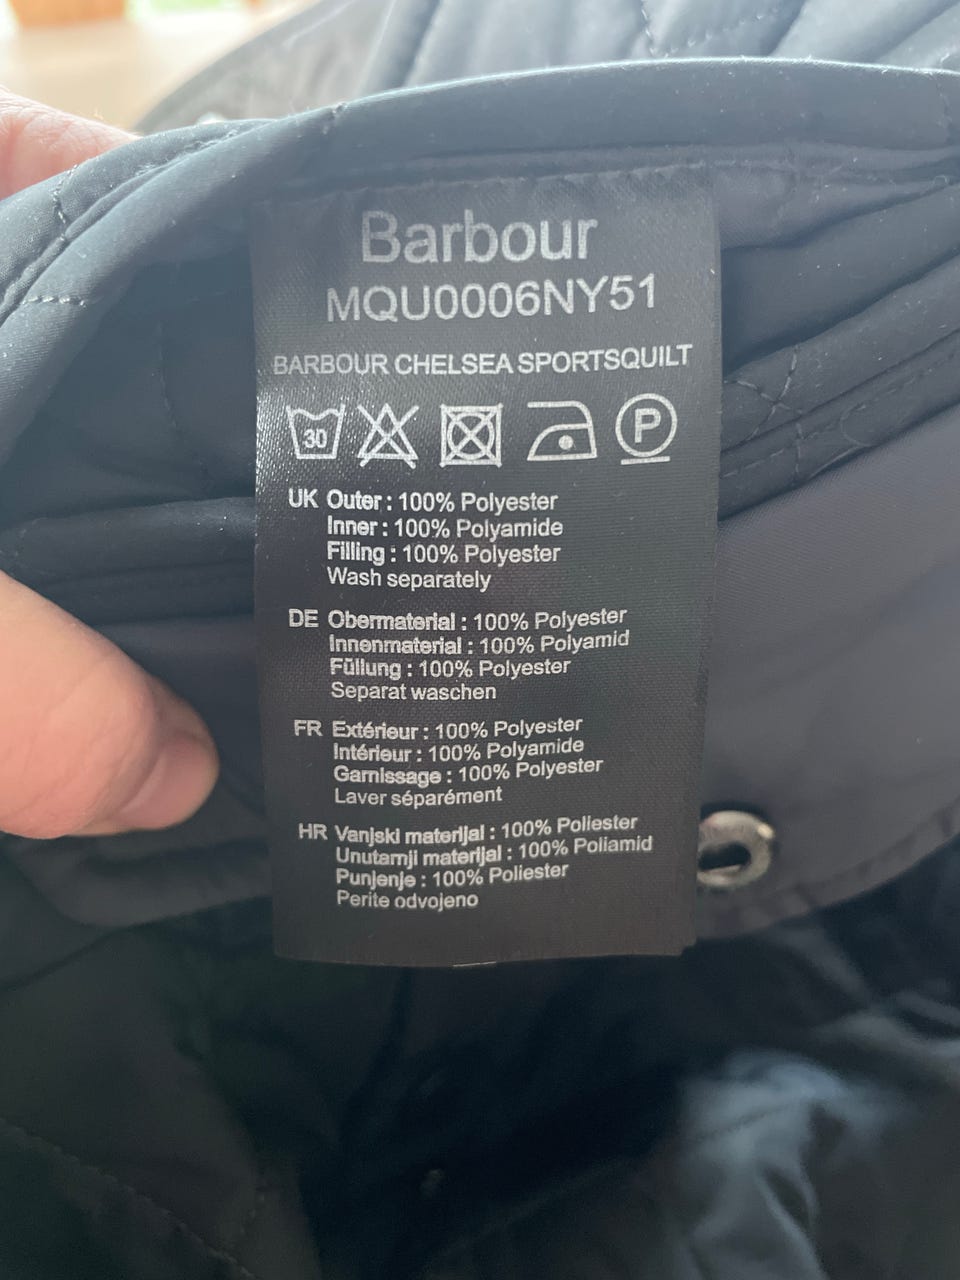 Barbour
MQU0006NY51
BARBOUR CHELSEA SPORTSQUILT
30 P
UK Outer : 100% Polyester
Inner : 100% Polyamide
Filling : 100% Polyester
Wash separately
DE Obermaterial : 100% Polyester
Innenmaterial : 100% Polyamid
Füllung : 100% Polyester
Separat waschen
FR Extérieur : 100% Polyester
Intérieur : 100% Polyamide
Garnissage : 100% Polyester
Laver séparément
HR Vanjski materijal : 100% Poliester
Unutarnji materijal : 100% Poliamid
Punjenje : 100% Poliester
Perite odvojeno